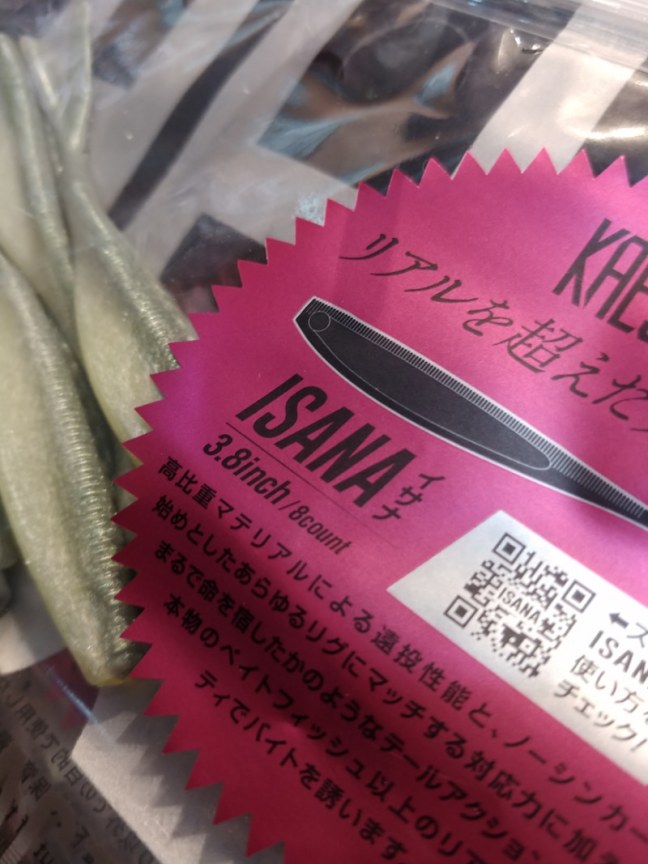 KAE
リアルを超えた
ISANA
イサナ
3.8inch/8count
高比重マテリアルによる遠投性能と、ノーシンカー
始めとしたあらゆるリグにマッチする対応力に加
まるで命を宿したかのようなテールアクション
本物のベイトフィッシュ以上のリア
ティでバイトを誘います
ISANA
←ス
ISAN
使い方
チェック!